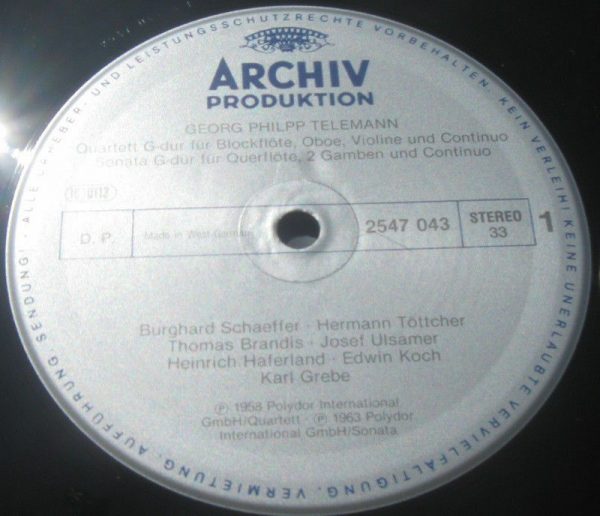 ARCHIV
PRODUKTION
GEORG PHILPP TELEMANN
Quartett G-dur für Blockflöte, Oboe, Violine und Continuo
Sonata G-dur für Querflöte, 2 Gamben und Continuo
D. P.
Made in West Germany
2547 043
STEREO
33
1
Burghard Schaeffer · Hermann Töttcher
Thomas Brandis · Josef Ulsamer
Heinrich Haferland · Edwin Koch
Karl Grebe
℗ 1958 Polydor International
GmbH/Quartett · ℗ 1963 Polydor
International GmbH/Sonata
ALLE URHEBER- UND LEISTUNGSSCHUTZRECHTE VORBEHALTEN · KEIN VERLEIH! KEINE UNERLAUBTE VERVIELFÄLTIGUNG, VERMIETUNG, AUFFÜHRUNG, SENDUNG!